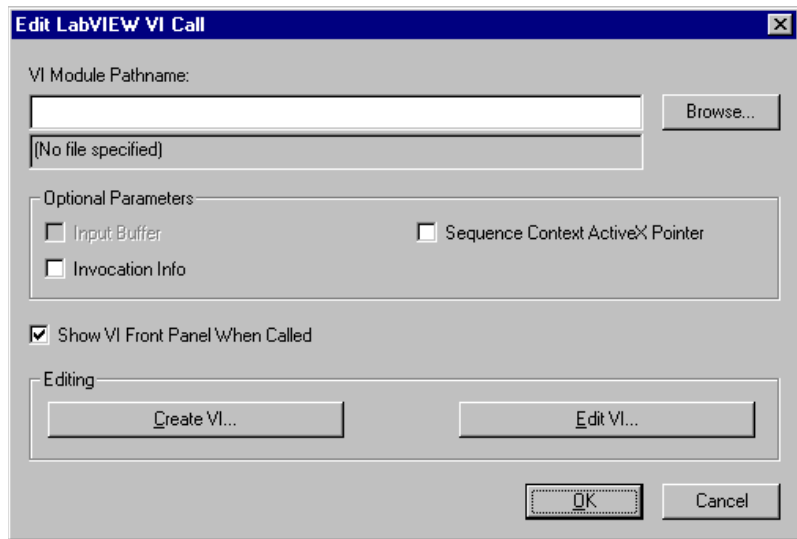 Edit LabVIEW VI Call
VI Module Pathname:
Browse...
(No file specified)
Optional Parameters
Input Buffer
Sequence Context ActiveX Pointer
Invocation Info
Show VI Front Panel When Called
Editing
Create VI...
Edit VI...
OK
Cancel